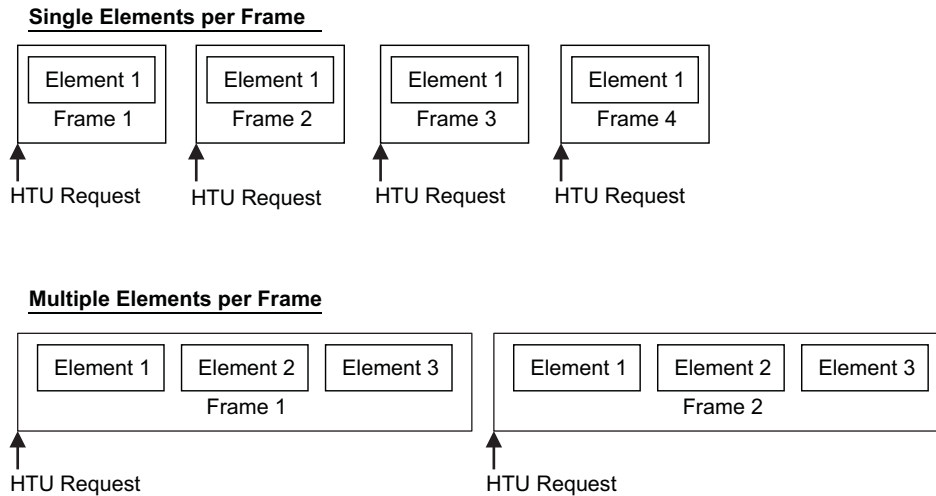 Single Elements per Frame
Element 1 Element 1 Element 1 Element 1
Frame 1 Frame 2 Frame 3 Frame 4
HTU Request HTU Request HTU Request HTU Request
Multiple Elements per Frame
Element 1 Element 2 Element 3 Element 1 Element 2 Element 3
Frame 1 Frame 2
HTU Request HTU Request